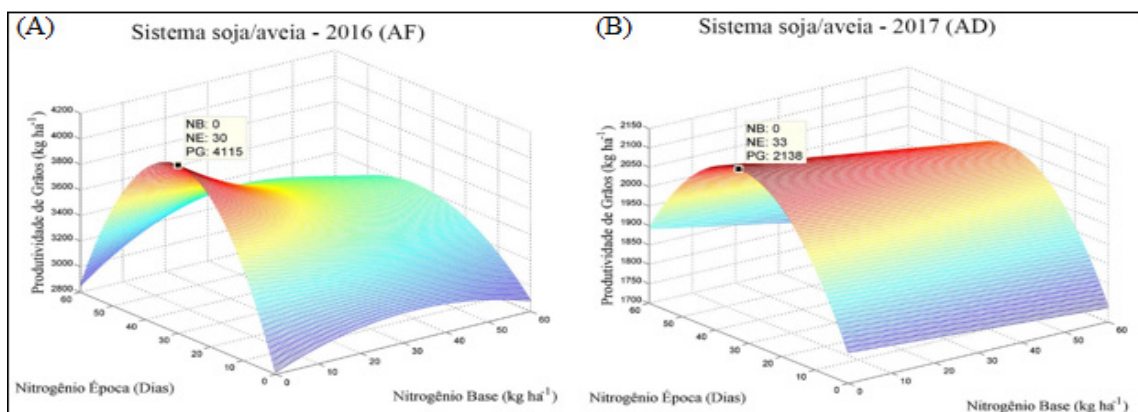 (A)
Sistema soja/aveia - 2016 (AF)
NB: 0
NE: 30
PG: 4115
Produtividade de Grãos (kg ha⁻¹)
4200
4000
3800
3600
3400
3200
3000
2800
60
50
40
30
20
10
0
0
10
20
30
40
50
60
Nitrogênio Época (Dias)
Nitrogênio Base (kg ha⁻¹)
(B)
Sistema soja/aveia - 2017 (AD)
NB: 0
NE: 33
PG: 2138
Produtividade de Grãos (kg ha⁻¹)
2150
2100
2050
2000
1950
1900
1850
1800
1750
1700
60
50
40
30
20
10
0
0
10
20
30
40
50
60
Nitrogênio Época (Dias)
Nitrogênio Base (kg ha⁻¹)